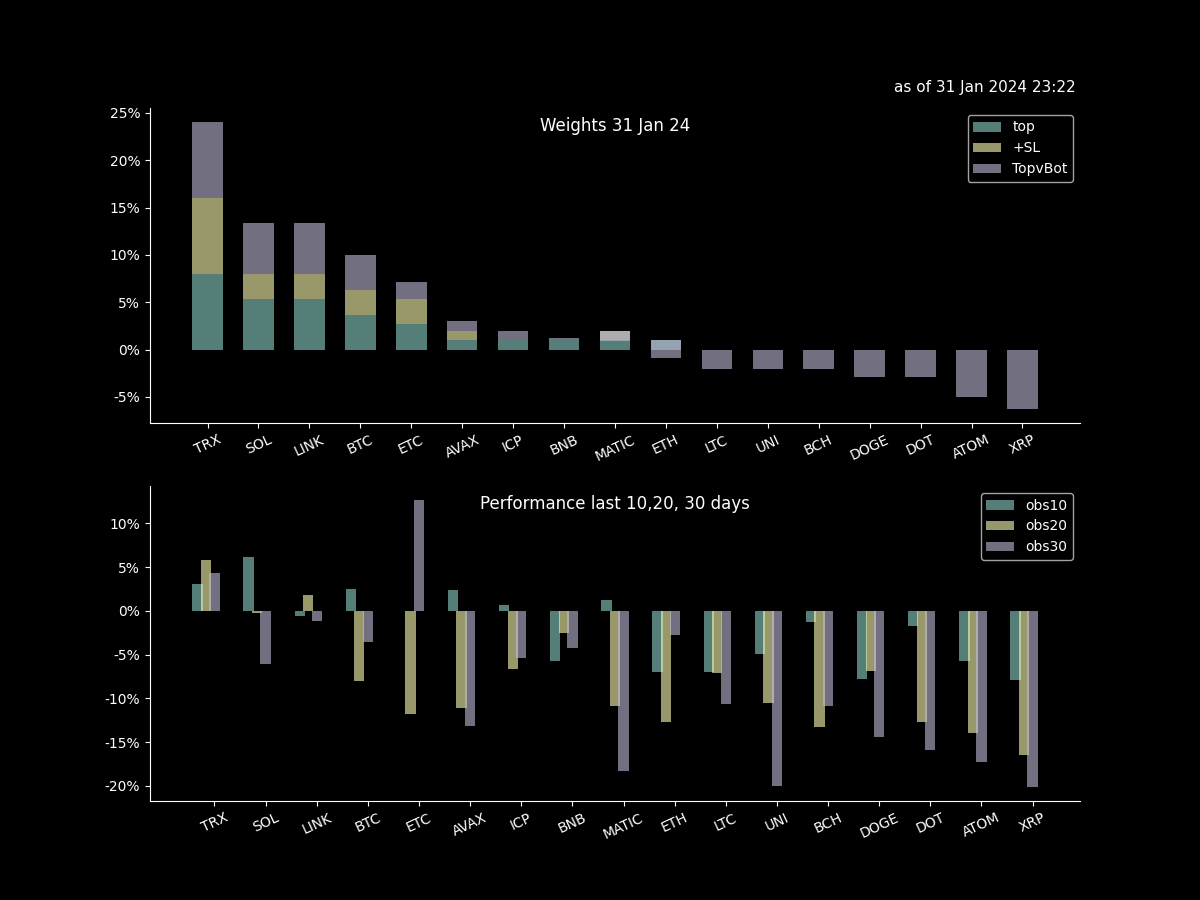 as of 31 Jan 2024 23:22
Weights 31 Jan 24
25%
20%
15%
10%
5%
0%
-5%
top
+SL
TopvBot
TRX SOL LINK BTC ETC AVAX ICP BNB MATIC ETH LTC UNI BCH DOGE DOT ATOM XRP
Performance last 10,20, 30 days
10%
5%
0%
-5%
-10%
-15%
-20%
obs10
obs20
obs30
TRX SOL LINK BTC ETC AVAX ICP BNB MATIC ETH LTC UNI BCH DOGE DOT ATOM XRP